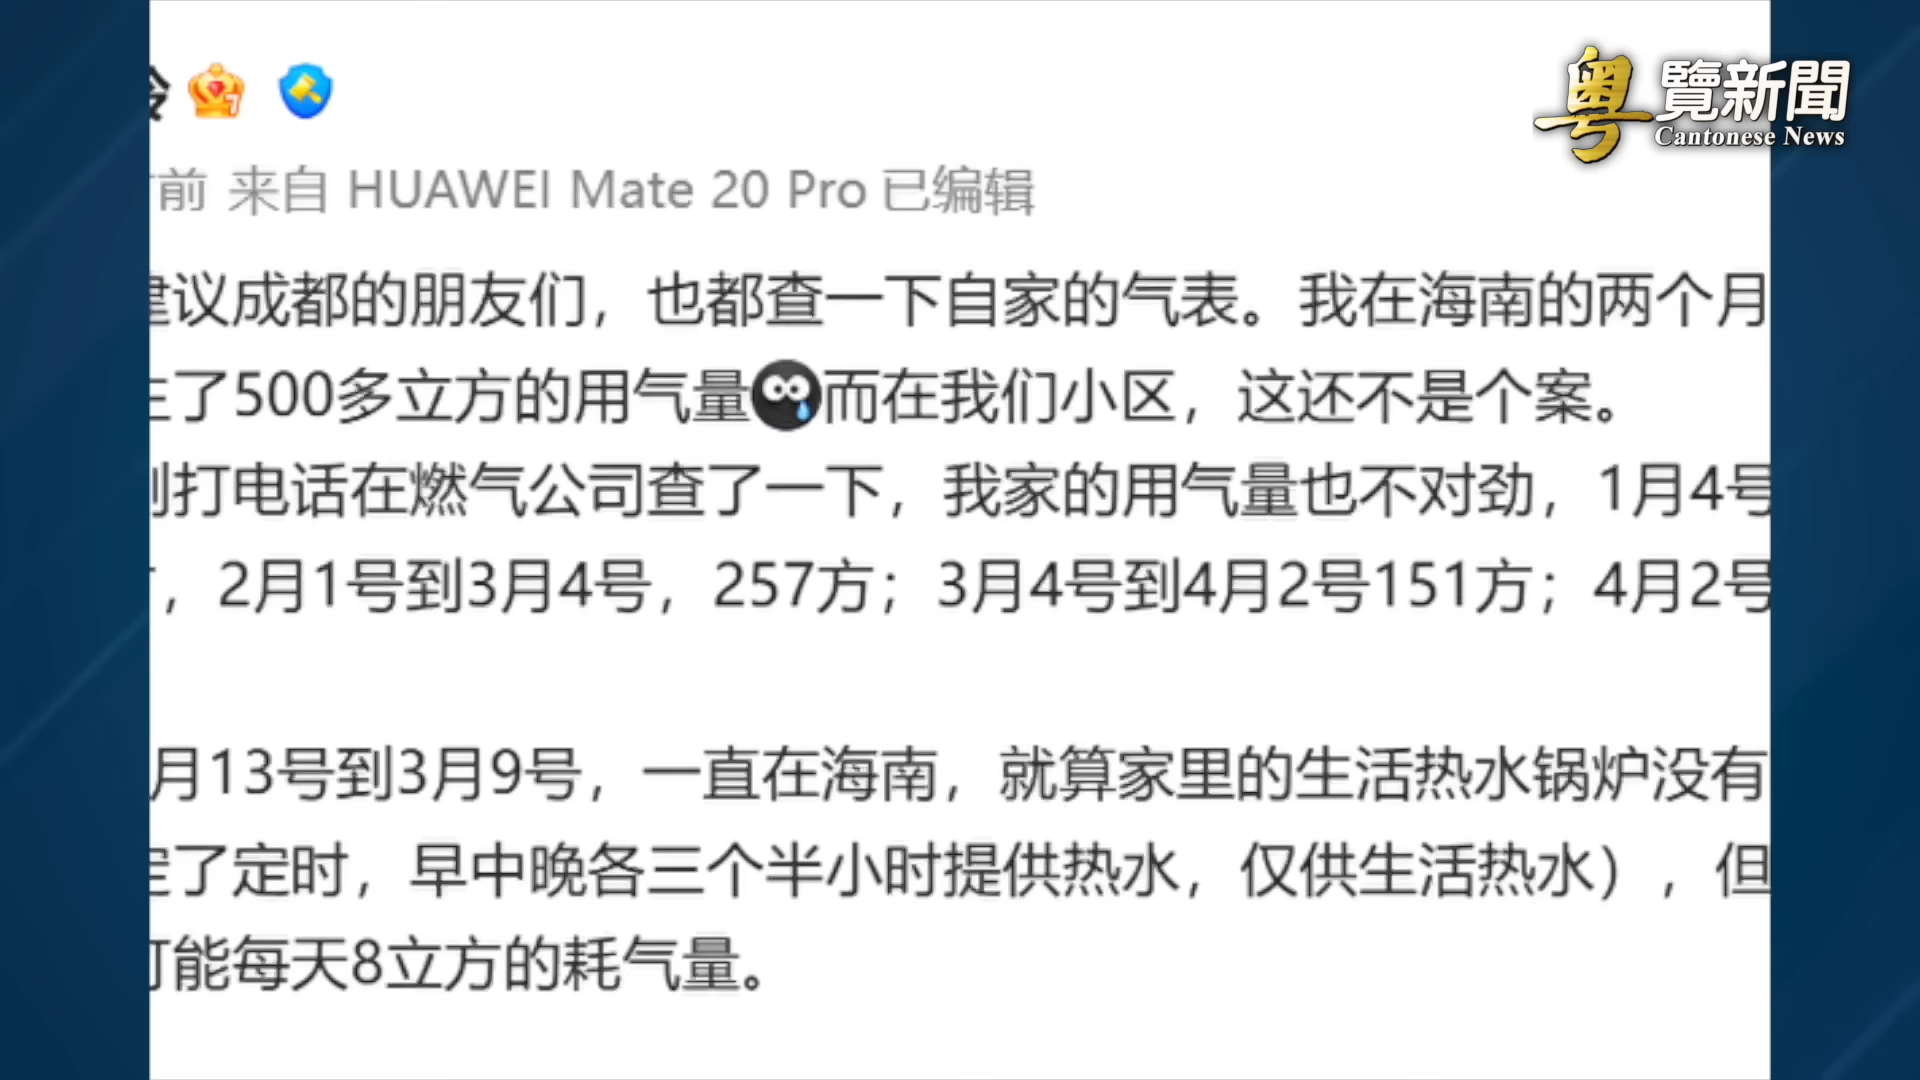 粤覽新聞
Cantonese News
前 来自 HUAWEI Mate 20 Pro 已编辑
建议成都的朋友们，也都查一下自家的气表。我在海南的两个月
生了500多立方的用气量而在我们小区，这还不是个案。
打电话在燃气公司查了一下，我家的用气量也不对劲，1月4号
，2月1号到3月4号，257方；3月4号到4月2号151方；4月2号
月13号到3月9号，一直在海南，就算家里的生活热水锅炉没有
定了定时，早中晚各三个半小时提供热水，仅供生活热水），但
可能每天8立方的耗气量。